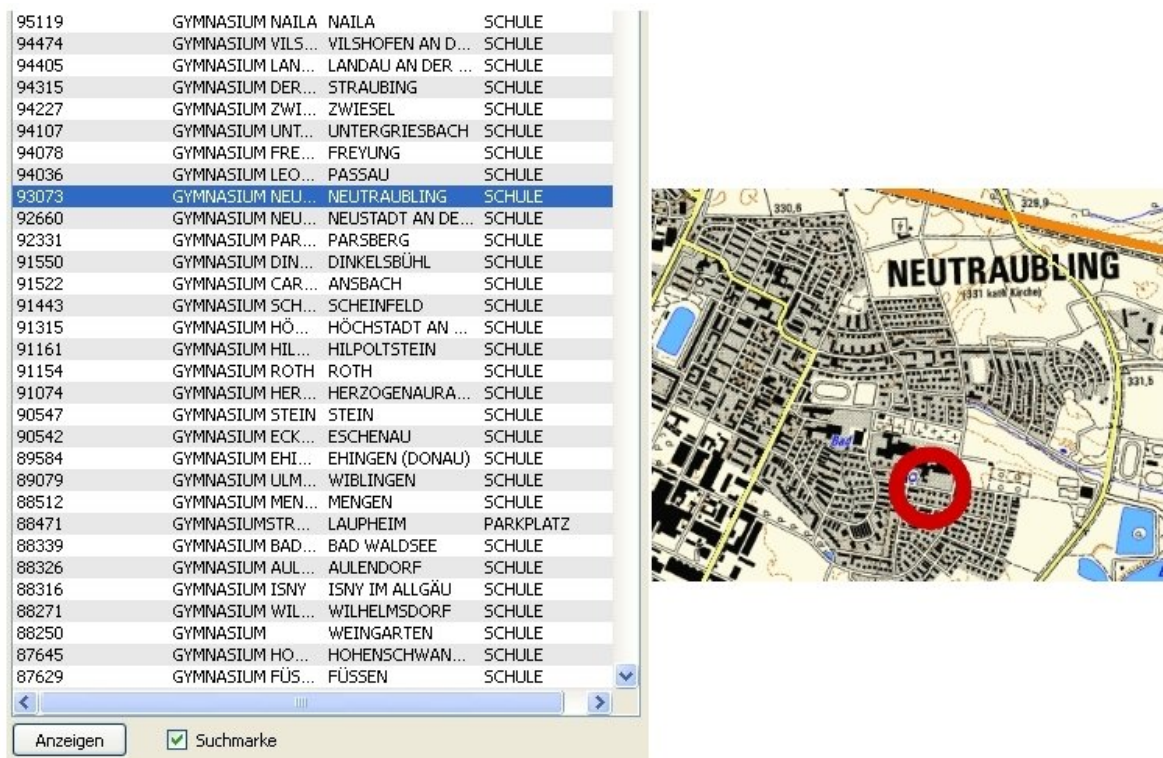 95119 GYMNASIUM NAILA NAILA SCHULE
94474 GYMNASIUM VILS... VILSHOFEN AN D... SCHULE
94405 GYMNASIUM LAN... LANDAU AN DER ... SCHULE
94315 GYMNASIUM DER... STRAUBING SCHULE
94227 GYMNASIUM ZWI... ZWIESEL SCHULE
94107 GYMNASIUM UNT... UNTERGRIESBACH SCHULE
94078 GYMNASIUM FRE... FREYUNG SCHULE
94036 GYMNASIUM LEO... PASSAU SCHULE
93073 GYMNASIUM NEU... NEUTRAUBLING SCHULE
92660 GYMNASIUM NEU... NEUSTADT AN DE... SCHULE
92331 GYMNASIUM PAR... PARSBERG SCHULE
91550 GYMNASIUM DIN... DINKELSBÜHL SCHULE
91522 GYMNASIUM CAR... ANSBACH SCHULE
91443 GYMNASIUM SCH... SCHEINFELD SCHULE
91315 GYMNASIUM HÖ... HÖCHSTADT AN ... SCHULE
91161 GYMNASIUM HIL... HILPOLTSTEIN SCHULE
91154 GYMNASIUM ROTH ROTH SCHULE
91074 GYMNASIUM HER... HERZOGENAURA... SCHULE
90547 GYMNASIUM STEIN STEIN SCHULE
90542 GYMNASIUM ECK... ESCHENAU SCHULE
89584 GYMNASIUM EHI... EHINGEN (DONAU) SCHULE
89079 GYMNASIUM ULM... WIBLINGEN SCHULE
88512 GYMNASIUM MEN... MENGEN SCHULE
88471 GYMNASIUMSTR... LAUPHEIM PARKPLATZ
88339 GYMNASIUM BAD... BAD WALDSEE SCHULE
88326 GYMNASIUM AUL... AULENDORF SCHULE
88316 GYMNASIUM ISNY ISNY IM ALLGÄU SCHULE
88271 GYMNASIUM WIL... WILHELMSDORF SCHULE
88250 GYMNASIUM WEINGARTEN SCHULE
87645 GYMNASIUM HO... HOHENSCHWAN... SCHULE
87629 GYMNASIUM FÜS... FÜSSEN SCHULE
Anzeigen Suchmarke
330,6
329,9
NEUTRAUBLING
(331 kath Kirche)
331,5
Bad